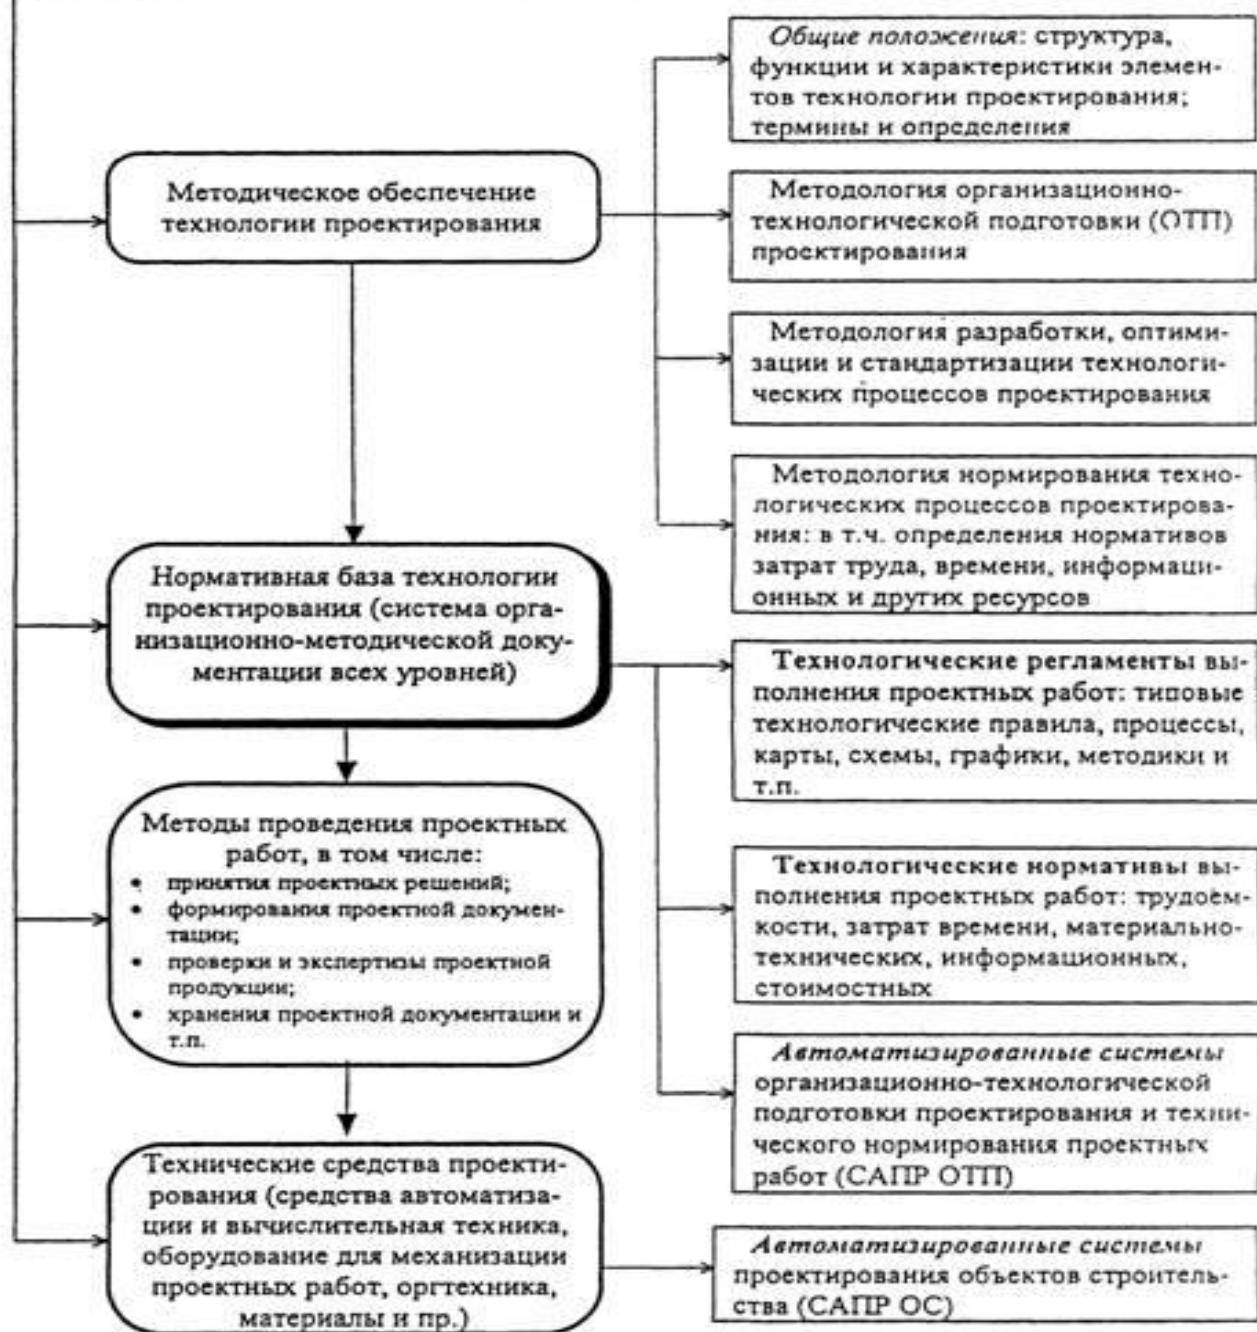 Общие положения: структура,
функции и характеристики элемен-
тов технологии проектирования;
термины и определения
Методическое обеспечение
технологии проектирования
Методология организационно-
технологической подготовки (ОТП)
проектирования
Методология разработки, оптими-
зации и стандартизации технологи-
ческих процессов проектирования
Методология нормирования техно-
логических процессов проектирова-
ния: в т.ч. определения нормативов
затрат труда, времени, информаци-
онных и других ресурсов
Нормативная база технологии
проектирования (система орга-
низационно-методической доку-
ментации всех уровней)
Технологические регламенты вы-
полнения проектных работ: типовые
технологические правила, процессы,
карты, схемы, графики, методики и
т.п.
Методы проведения проектных
работ, в том числе:
• принятия проектных решений;
• формирования проектной докумен-
тации;
• проверки и экспертизы проектной
продукции;
• хранения проектной документации и
т.п.
Технологические нормативы вы-
полнения проектных работ: трудоём-
кости, затрат времени, материально-
технических, информационных,
стоимостных
Автоматизированные системы
организационно-технологической
подготовки проектирования и техни-
ческого нормирования проектных
работ (САПР ОТП)
Технические средства проекти-
рования (средства автоматиза-
ции и вычислительная техника,
оборудование для механизации
проектных работ, оргтехника,
материалы и пр.)
Автоматизированные системы
проектирования объектов строитель-
ства (САПР ОС)